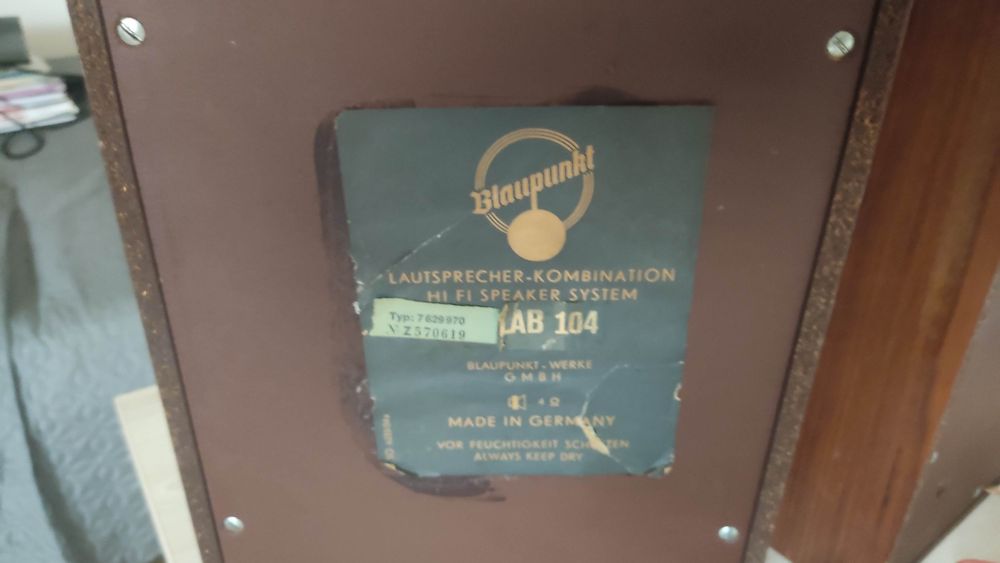 Blaupunkt
LAUTSPRECHER-KOMBINATION
HI FI SPEAKER SYSTEM
Typ: 7 629 970
Nº Z570619
LAB 104
BLAUPUNKT-WERKE
GMBH
4 Ω
MADE IN GERMANY
VOR FEUCHTIGKEIT SCHÜTZEN
ALWAYS KEEP DRY